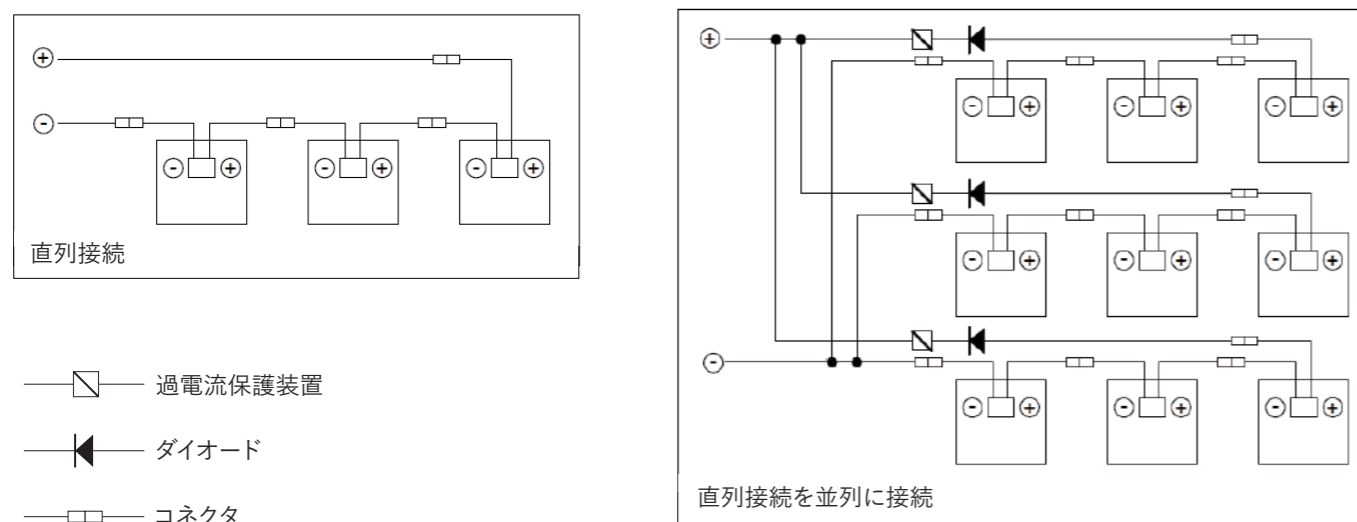 直列接続
過電流保護装置
ダイオード
コネクタ
直列接続を並列に接続